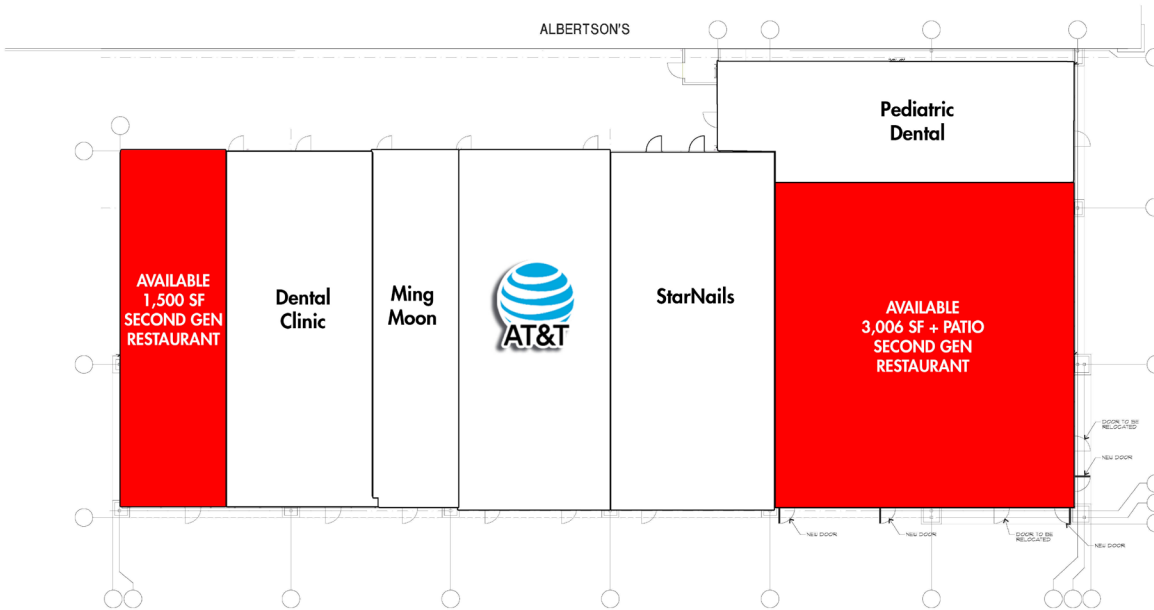 ALBERTSON'S
Pediatric
Dental
AVAILABLE
1,500 SF
SECOND GEN
RESTAURANT
Dental
Clinic
Ming
Moon
AT&T
StarNails
AVAILABLE
3,006 SF + PATIO
SECOND GEN
RESTAURANT
DOOR TO BE
RELOCATED
NEW DOOR
NEW DOOR
NEW DOOR
DOOR TO BE
RELOCATED
NEW DOOR